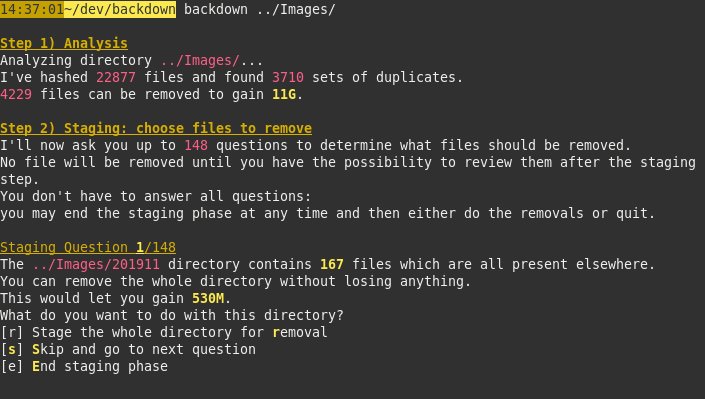 14:37:01~/dev/backdown backdown ../Images/
Step 1) Analysis
Analyzing directory ../Images/...
I've hashed 22877 files and found 3710 sets of duplicates.
4229 files can be removed to gain 11G.
Step 2) Staging: choose files to remove
I'll now ask you up to 148 questions to determine what files should be removed.
No file will be removed until you have the possibility to review them after the staging
step.
You don't have to answer all questions:
you may end the staging phase at any time and then either do the removals or quit.
Staging Question 1/148
The ../Images/201911 directory contains 167 files which are all present elsewhere.
You can remove the whole directory without losing anything.
This would let you gain 530M.
What do you want to do with this directory?
[r] Stage the whole directory for removal
[s] Skip and go to next question
[e] End staging phase